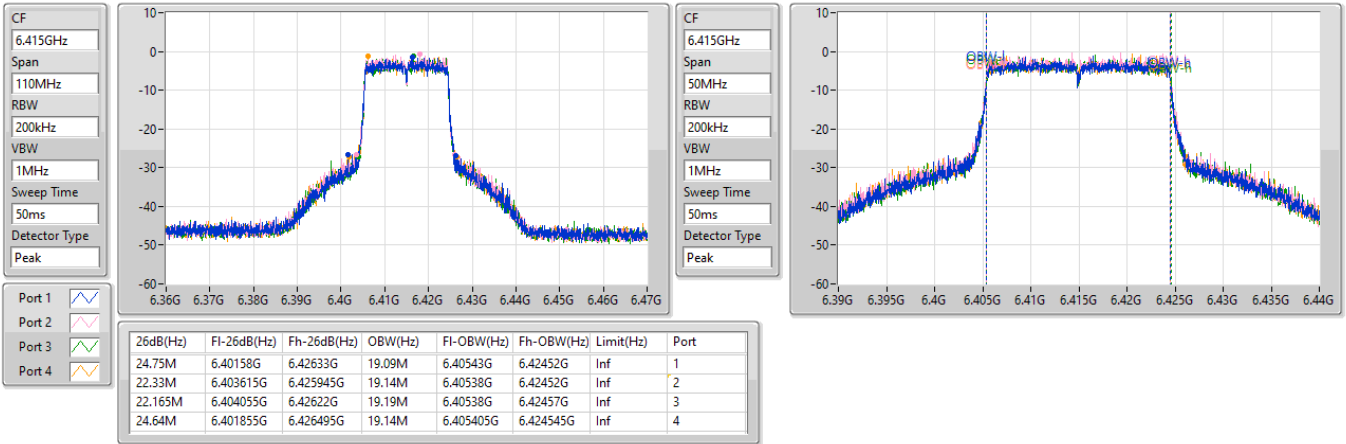 CF
6.415GHz
Span
110MHz
RBW
200kHz
VBW
1MHz
Sweep Time
50ms
Detector Type
Peak
10-
0-
-10-
-20-
-30-
-40-
-50-
-60-
6.36G 6.37G 6.38G 6.39G 6.4G 6.41G 6.42G 6.43G 6.44G 6.45G 6.46G 6.47G
CF
6.415GHz
Span
50MHz
RBW
200kHz
VBW
1MHz
Sweep Time
50ms
Detector Type
Peak
10-
0-
-10-
-20-
-30-
-40-
-50-
-60-
OBW-l
OBW-h
6.39G 6.395G 6.4G 6.405G 6.41G 6.415G 6.42G 6.425G 6.43G 6.435G 6.44G
Port 1
Port 2
Port 3
Port 4
26dB(Hz) Fl-26dB(Hz) Fh-26dB(Hz) OBW(Hz) Fl-OBW(Hz) Fh-OBW(Hz) Limit(Hz) Port
24.75M 6.40158G 6.42633G 19.09M 6.40543G 6.42452G Inf 1
22.33M 6.403615G 6.425945G 19.14M 6.40538G 6.42452G Inf 2
22.165M 6.404055G 6.42622G 19.19M 6.40538G 6.42457G Inf 3
24.64M 6.401855G 6.426495G 19.14M 6.405405G 6.424545G Inf 4